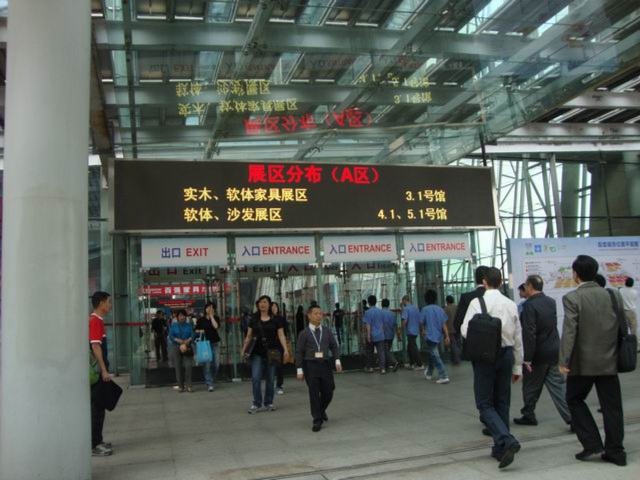 展区分布（A区）
实木、软体家具展区 3.1号馆
软体、沙发展区 4.1、5.1号馆
出口 EXIT
入口 ENTRANCE
入口 ENTRANCE
入口 ENTRANCE